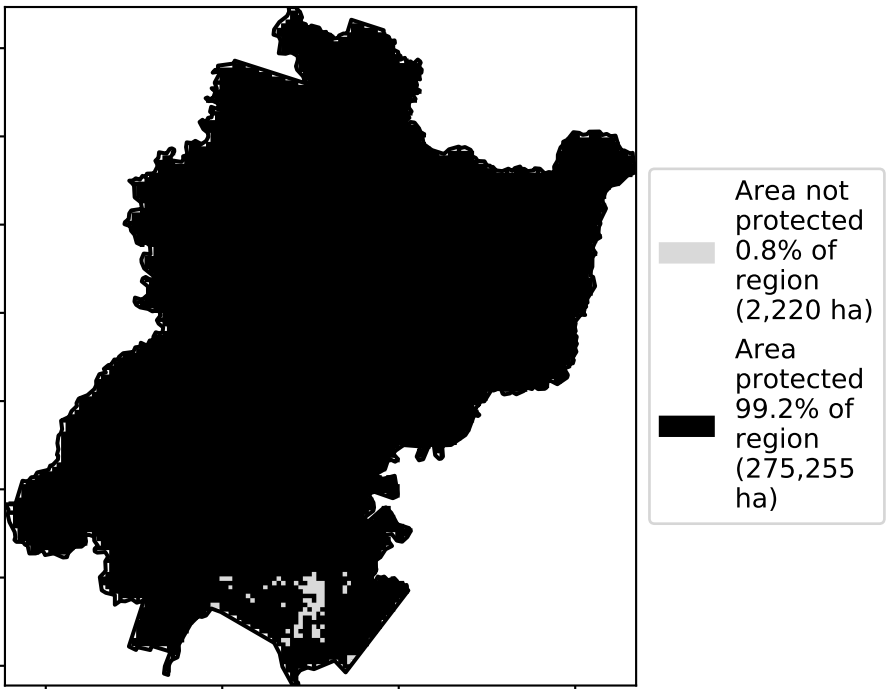 Area not
protected
0.8% of
region
(2,220 ha)
Area
protected
99.2% of
region
(275,255
ha)